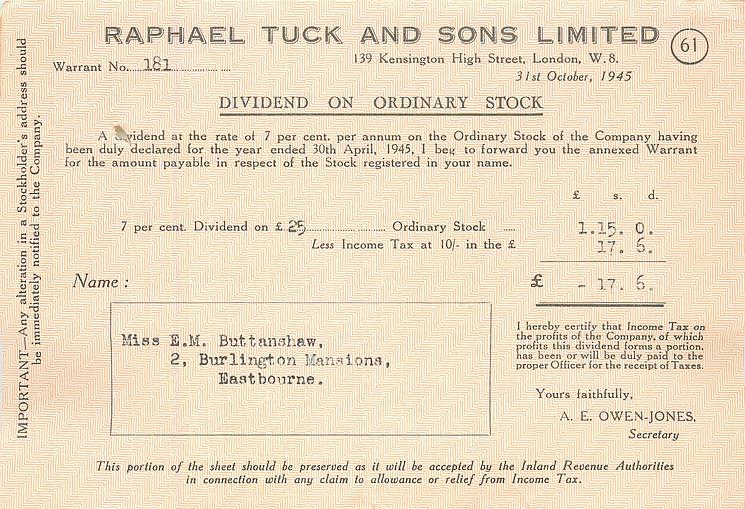 RAPHAEL TUCK AND SONS LIMITED
61
Warrant No. 181
139 Kensington High Street, London, W.8.
31st October, 1945
DIVIDEND ON ORDINARY STOCK
A dividend at the rate of 7 per cent. per annum on the Ordinary Stock of the Company having
been duly declared for the year ended 30th April, 1945, I beg to forward you the annexed Warrant
for the amount payable in respect of the Stock registered in your name.
£ s. d.
7 per cent. Dividend on £ 25 Ordinary Stock 1.15. 0.
Less Income Tax at 10/- in the £ 17. 6.
£ - 17. 6.
Name :
Miss E.M. Buttanshaw,
2, Burlington Mansions,
Eastbourne.
I hereby certify that Income Tax on
the profits of the Company, of which
profits this dividend forms a portion,
has been or will be duly paid to the
proper Officer for the receipt of Taxes.
Yours faithfully,
A. E. OWEN-JONES,
Secretary
This portion of the sheet should be preserved as it will be accepted by the Inland Revenue Authorities
in connection with any claim to allowance or relief from Income Tax.
IMPORTANT—Any alteration in a Stockholder's address should
be immediately notified to the Company.